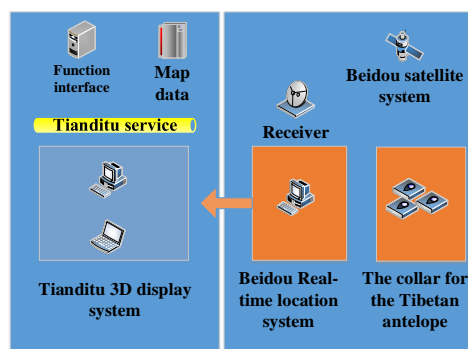 Function
interface
Map
data
Tianditu service
Tianditu 3D display
system
Beidou satellite
system
Receiver
Beidou Real-
time location
system
The collar for
the Tibetan
antelope